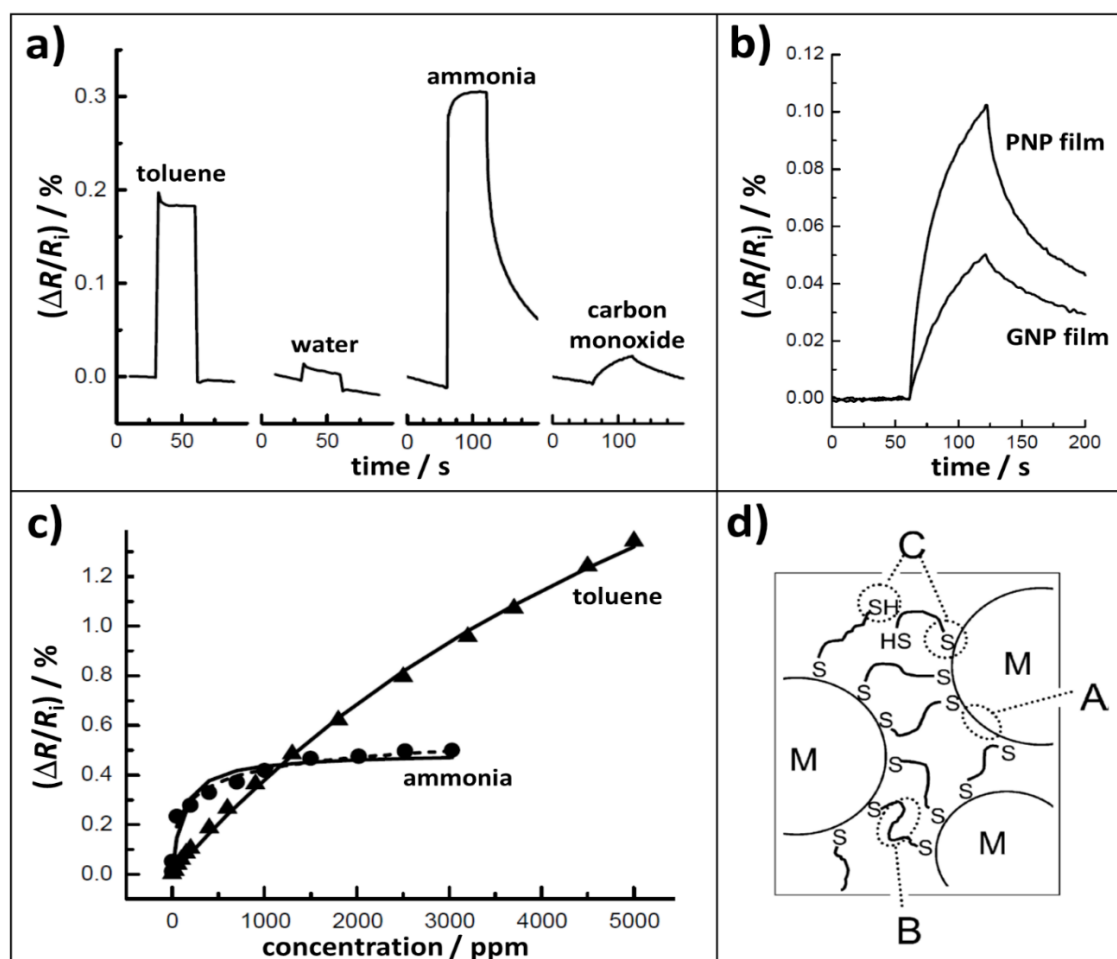 a)
(ΔR/Ri) / %
0.3
0.2
0.1
0.0
toluene
water
ammonia
carbon
monoxide
0 50 0 50 0 100 0 100
time / s
b)
(ΔR/Ri) / %
0.10
0.08
0.06
0.04
0.02
0.00
PNP film
GNP film
0 50 100 150 200
time / s
c)
(ΔR/Ri) / %
1.2
1.0
0.8
0.6
0.4
0.2
0.0
toluene
ammonia
0 1000 2000 3000 4000 5000
concentration / ppm
d)
C
SH
HS S
M
S S
S A
S
M S S
S
S M
S S
B